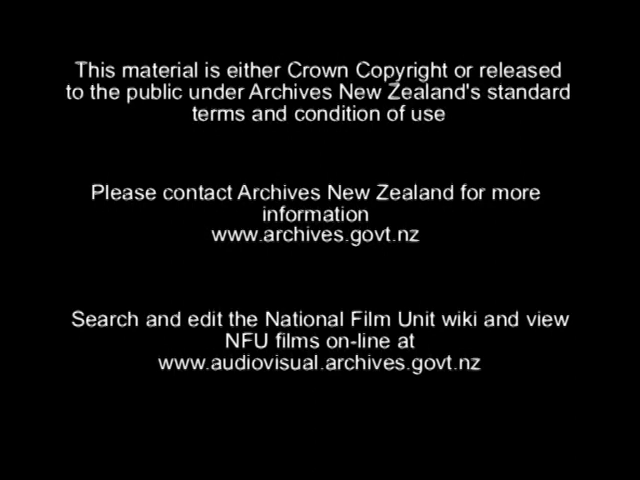 This material is either Crown Copyright or released
to the public under Archives New Zealand's standard
terms and condition of use
Please contact Archives New Zealand for more
information
www.archives.govt.nz
Search and edit the National Film Unit wiki and view
NFU films on-line at
www.audiovisual.archives.govt.nz